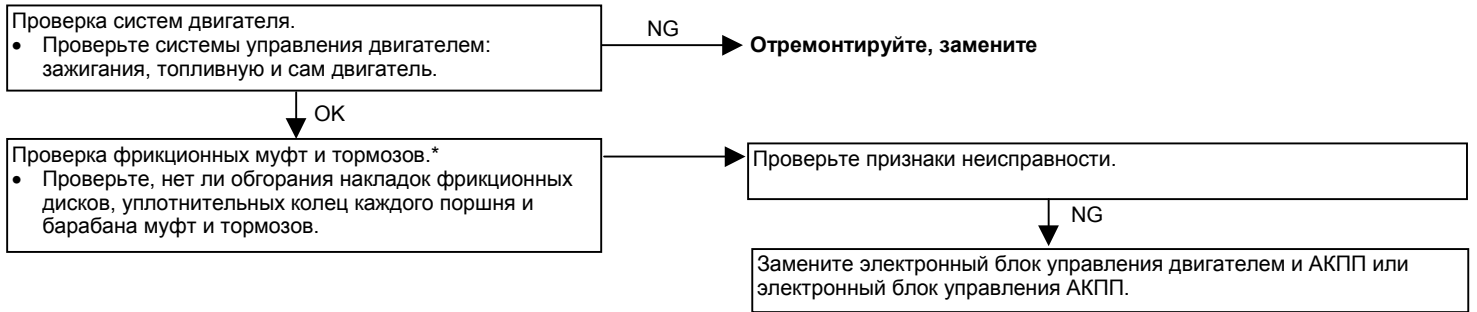 Проверка систем двигателя.
• Проверьте системы управления двигателем:
зажигания, топливную и сам двигатель.
NG
Отремонтируйте, замените
OK
Проверка фрикционных муфт и тормозов.*
• Проверьте, нет ли обгорания накладок фрикционных
дисков, уплотнительных колец каждого поршня и
барабана муфт и тормозов.
Проверьте признаки неисправности.
NG
Замените электронный блок управления двигателем и АКПП или
электронный блок управления АКПП.